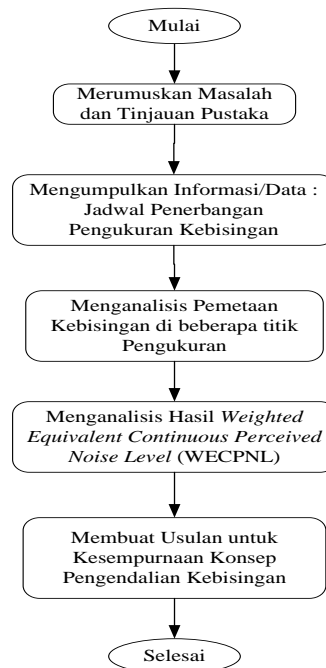 Mulai
Merumuskan Masalah
dan Tinjauan Pustaka
Mengumpulkan Informasi/Data :
Jadwal Penerbangan
Pengukuran Kebisingan
Menganalisis Pemetaan
Kebisingan di beberapa titik
Pengukuran
Menganalisis Hasil Weighted
Equivalent Continuous Perceived
Noise Level (WECPNL)
Membuat Usulan untuk
Kesempurnaan Konsep
Pengendalian Kebisingan
Selesai